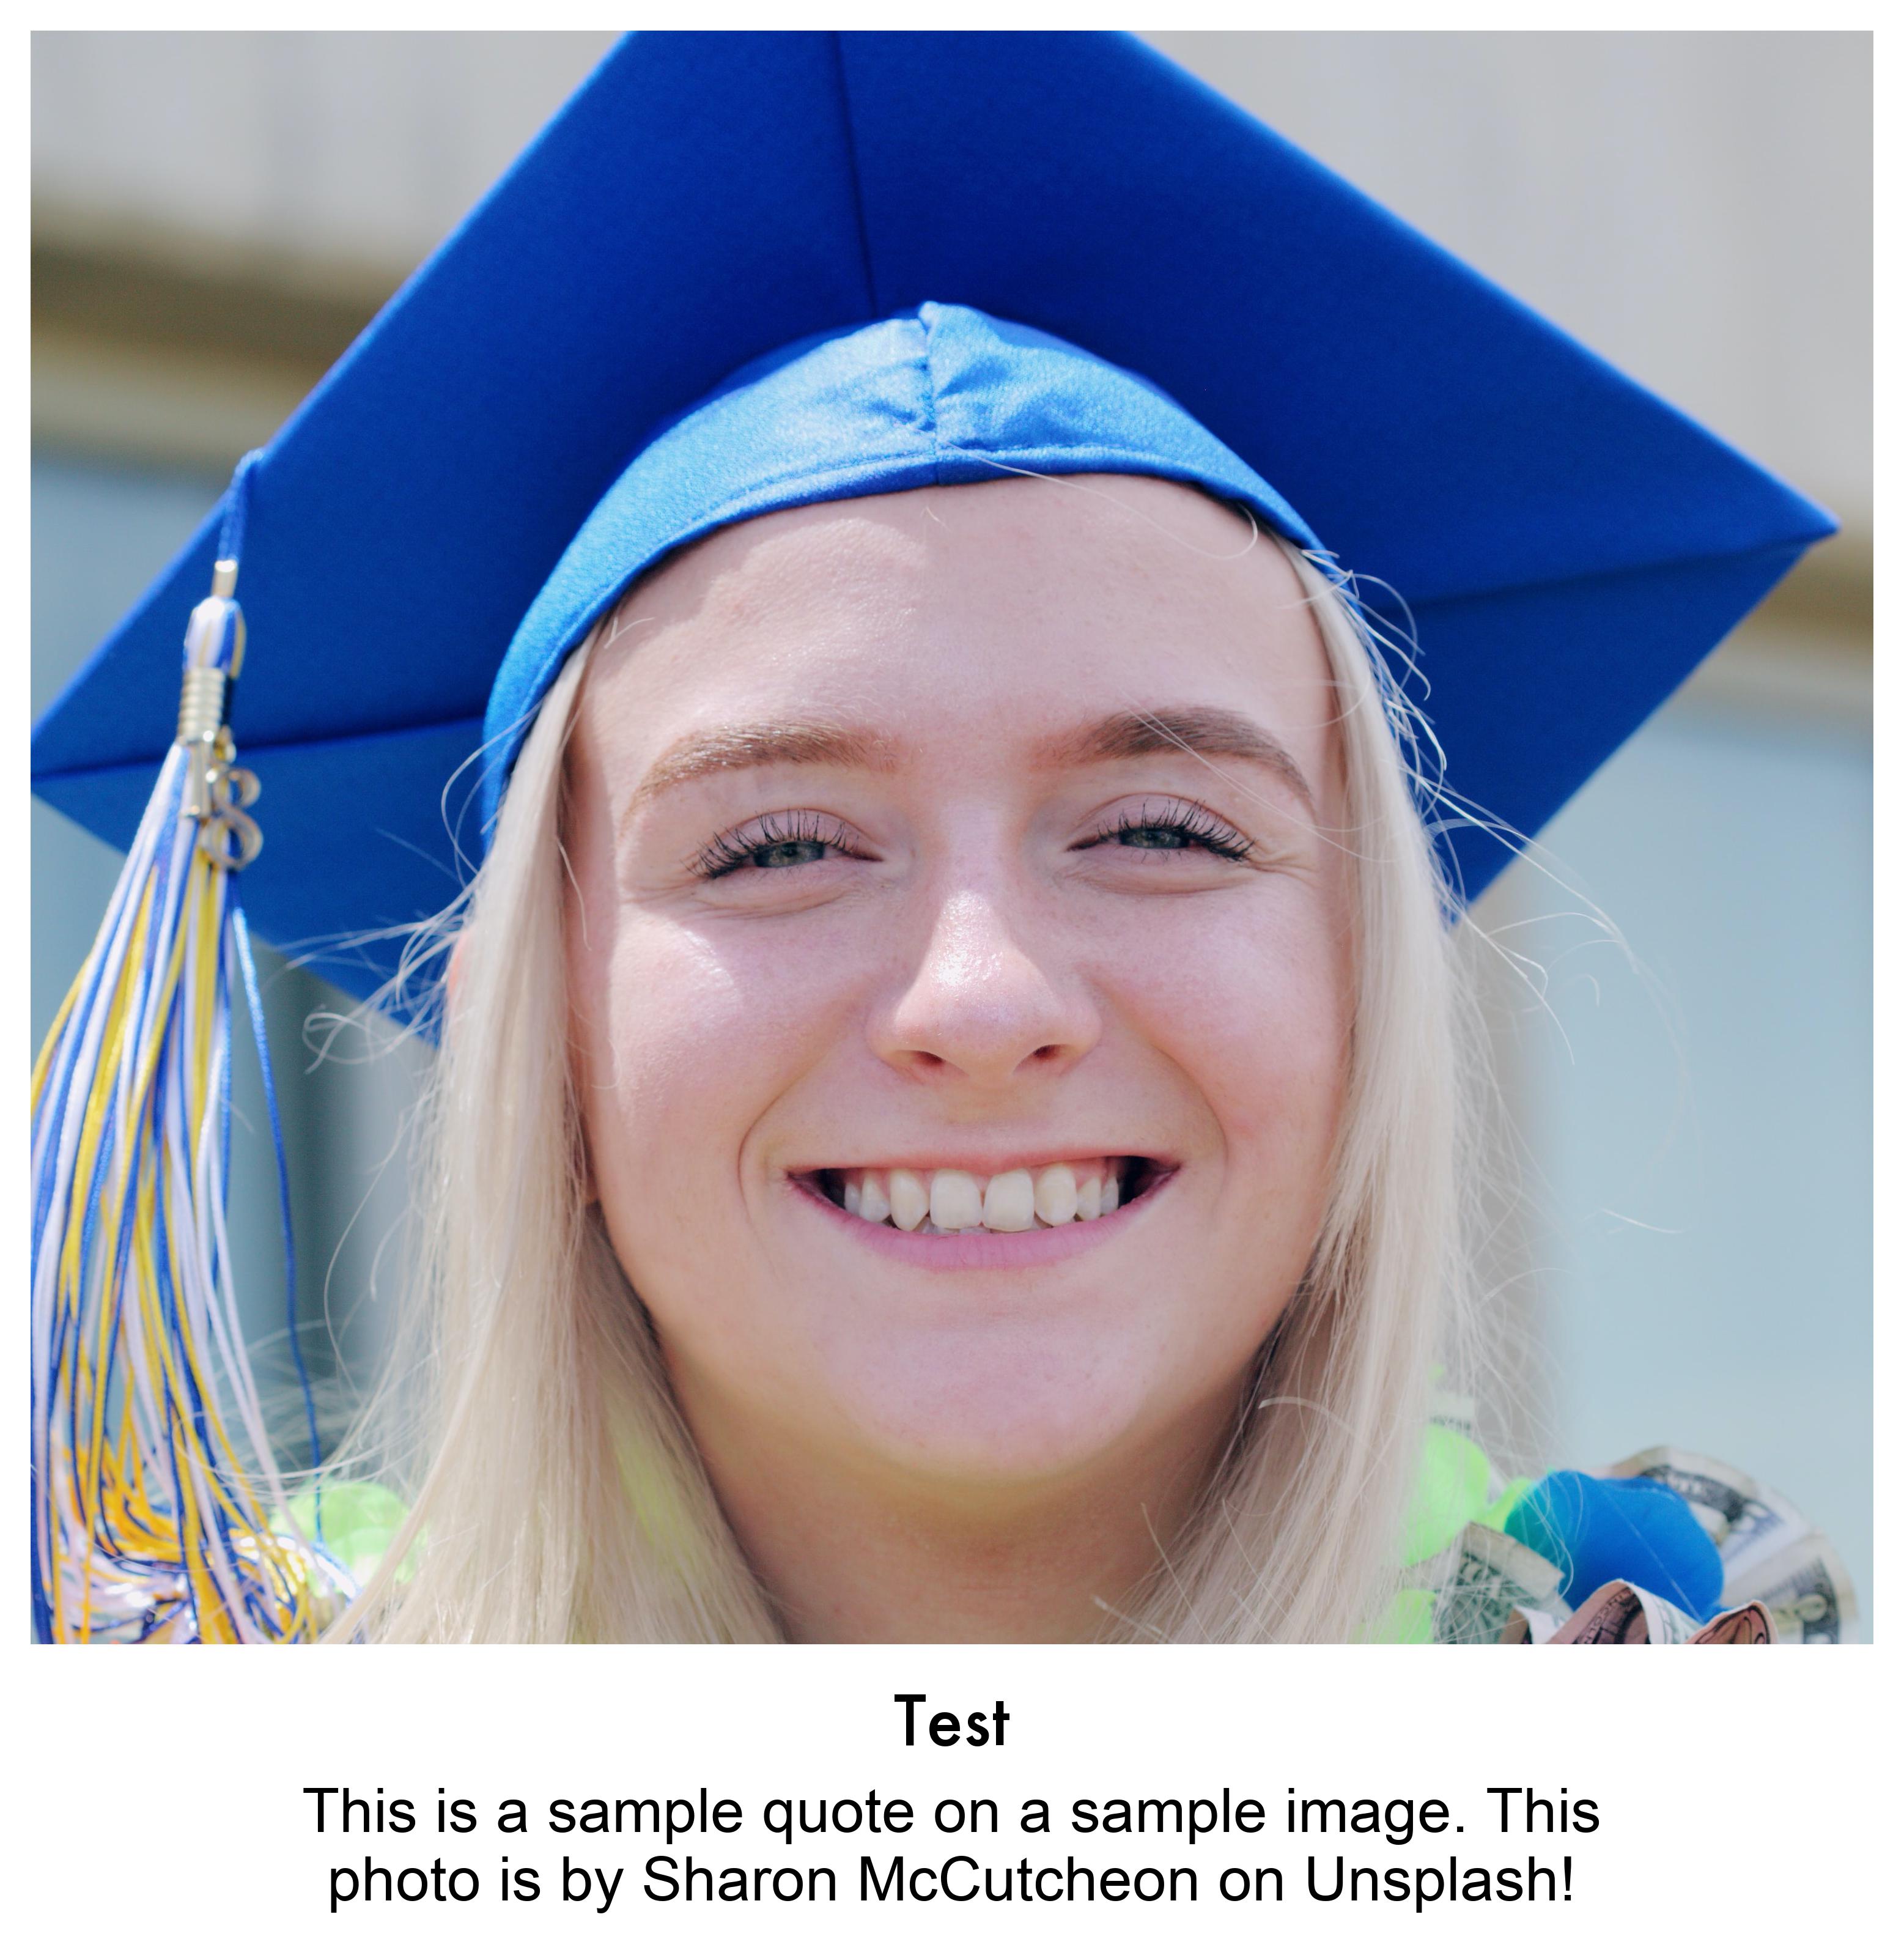 Test
This is a sample quote on a sample image. This
photo is by Sharon McCutcheon on Unsplash!